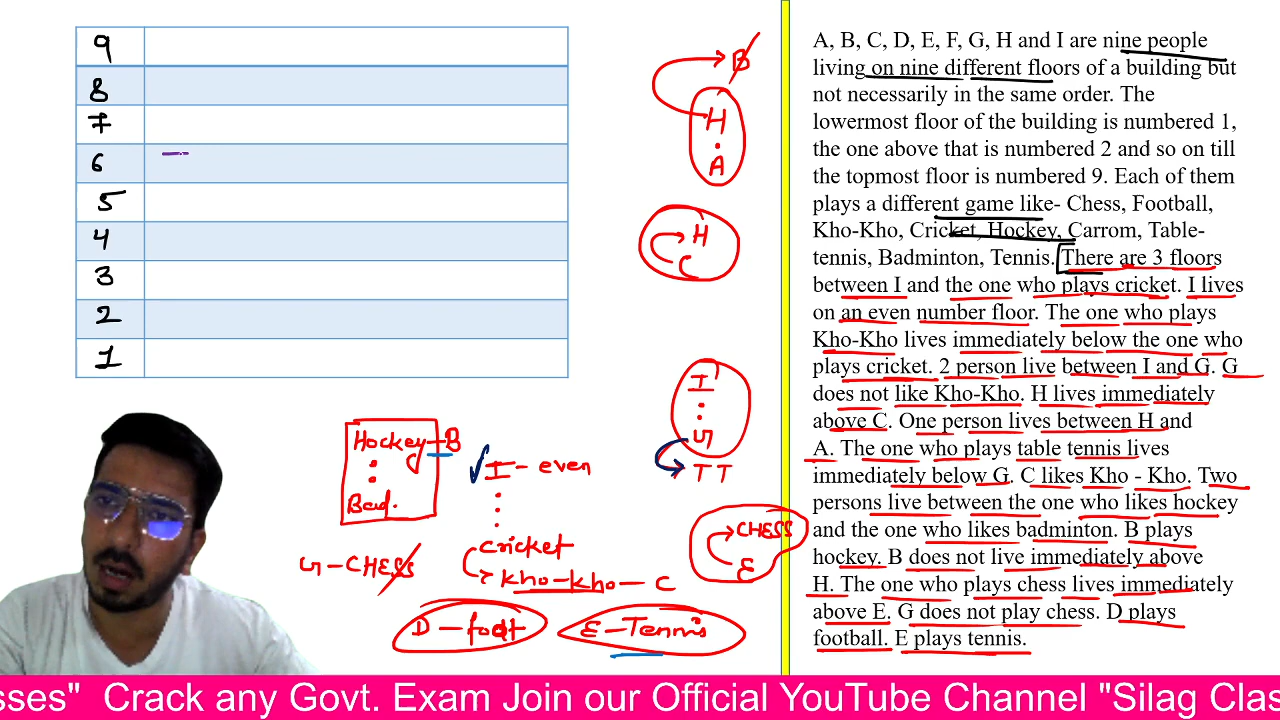 9
8
7
6
5
4
3
2
1
B
H
A
H
C
I
G
TT
CHESS
E
Hockey-B
Bad.
I - even
cricket
Kho-Kho - C
G-CHESS
D-foot
E-Tennis
A, B, C, D, E, F, G, H and I are nine people
living on nine different floors of a building but
not necessarily in the same order. The
lowermost floor of the building is numbered 1,
the one above that is numbered 2 and so on till
the topmost floor is numbered 9. Each of them
plays a different game like- Chess, Football,
Kho-Kho, Cricket, Hockey, Carrom, Table-
tennis, Badminton, Tennis. There are 3 floors
between I and the one who plays cricket. I lives
on an even number floor. The one who plays
Kho-Kho lives immediately below the one who
plays cricket. 2 person live between I and G. G
does not like Kho-Kho. H lives immediately
above C. One person lives between H and
A. The one who plays table tennis lives
immediately below G. C likes Kho - Kho. Two
persons live between the one who likes hockey
and the one who likes badminton. B plays
hockey. B does not live immediately above
H. The one who plays chess lives immediately
above E. G does not play chess. D plays
football. E plays tennis.
sses" Crack any Govt. Exam Join our Official YouTube Channel "Silag Clas